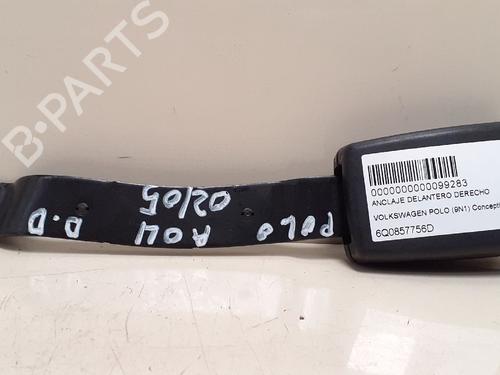 B-PARTS
0000000000099283
ANCLAJE DELANTERO DERECHO
VOLKSWAGEN POLO (9N1) Concept
6Q0857756D
POLO
A04
02/05
D.D